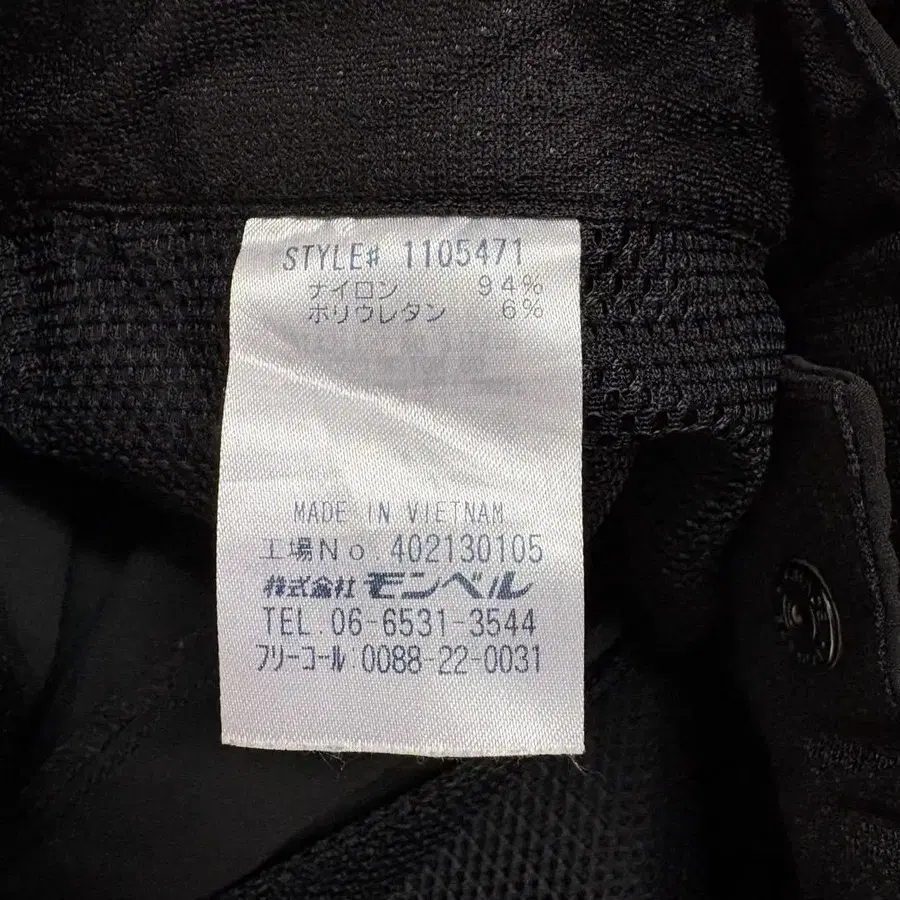 STYLE# 1105471
ナイロン 94%
ポリウレタン 6%
MADE IN VIETNAM
工場No 402130105
株式会社 モンベル
TEL.06-6531-3544
フリーコール:0088-22-0031